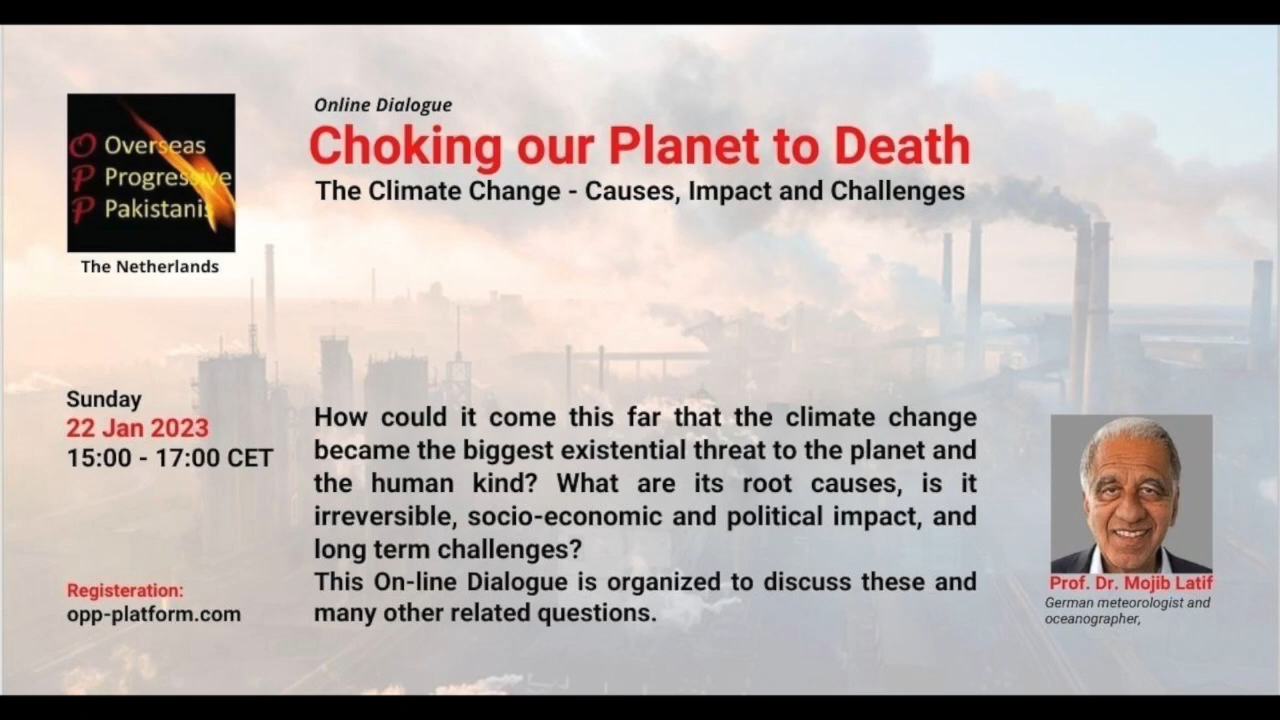 O Overseas
P Progressive
P Pakistanis
The Netherlands
Online Dialogue
Choking our Planet to Death
The Climate Change - Causes, Impact and Challenges
Sunday
22 Jan 2023
15:00 - 17:00 CET
Registeration:
opp-platform.com
How could it come this far that the climate change
became the biggest existential threat to the planet and
the human kind? What are its root causes, is it
irreversible, socio-economic and political impact, and
long term challenges?
This On-line Dialogue is organized to discuss these and
many other related questions.
Prof. Dr. Mojib Latif
German meteorologist and
oceanographer,